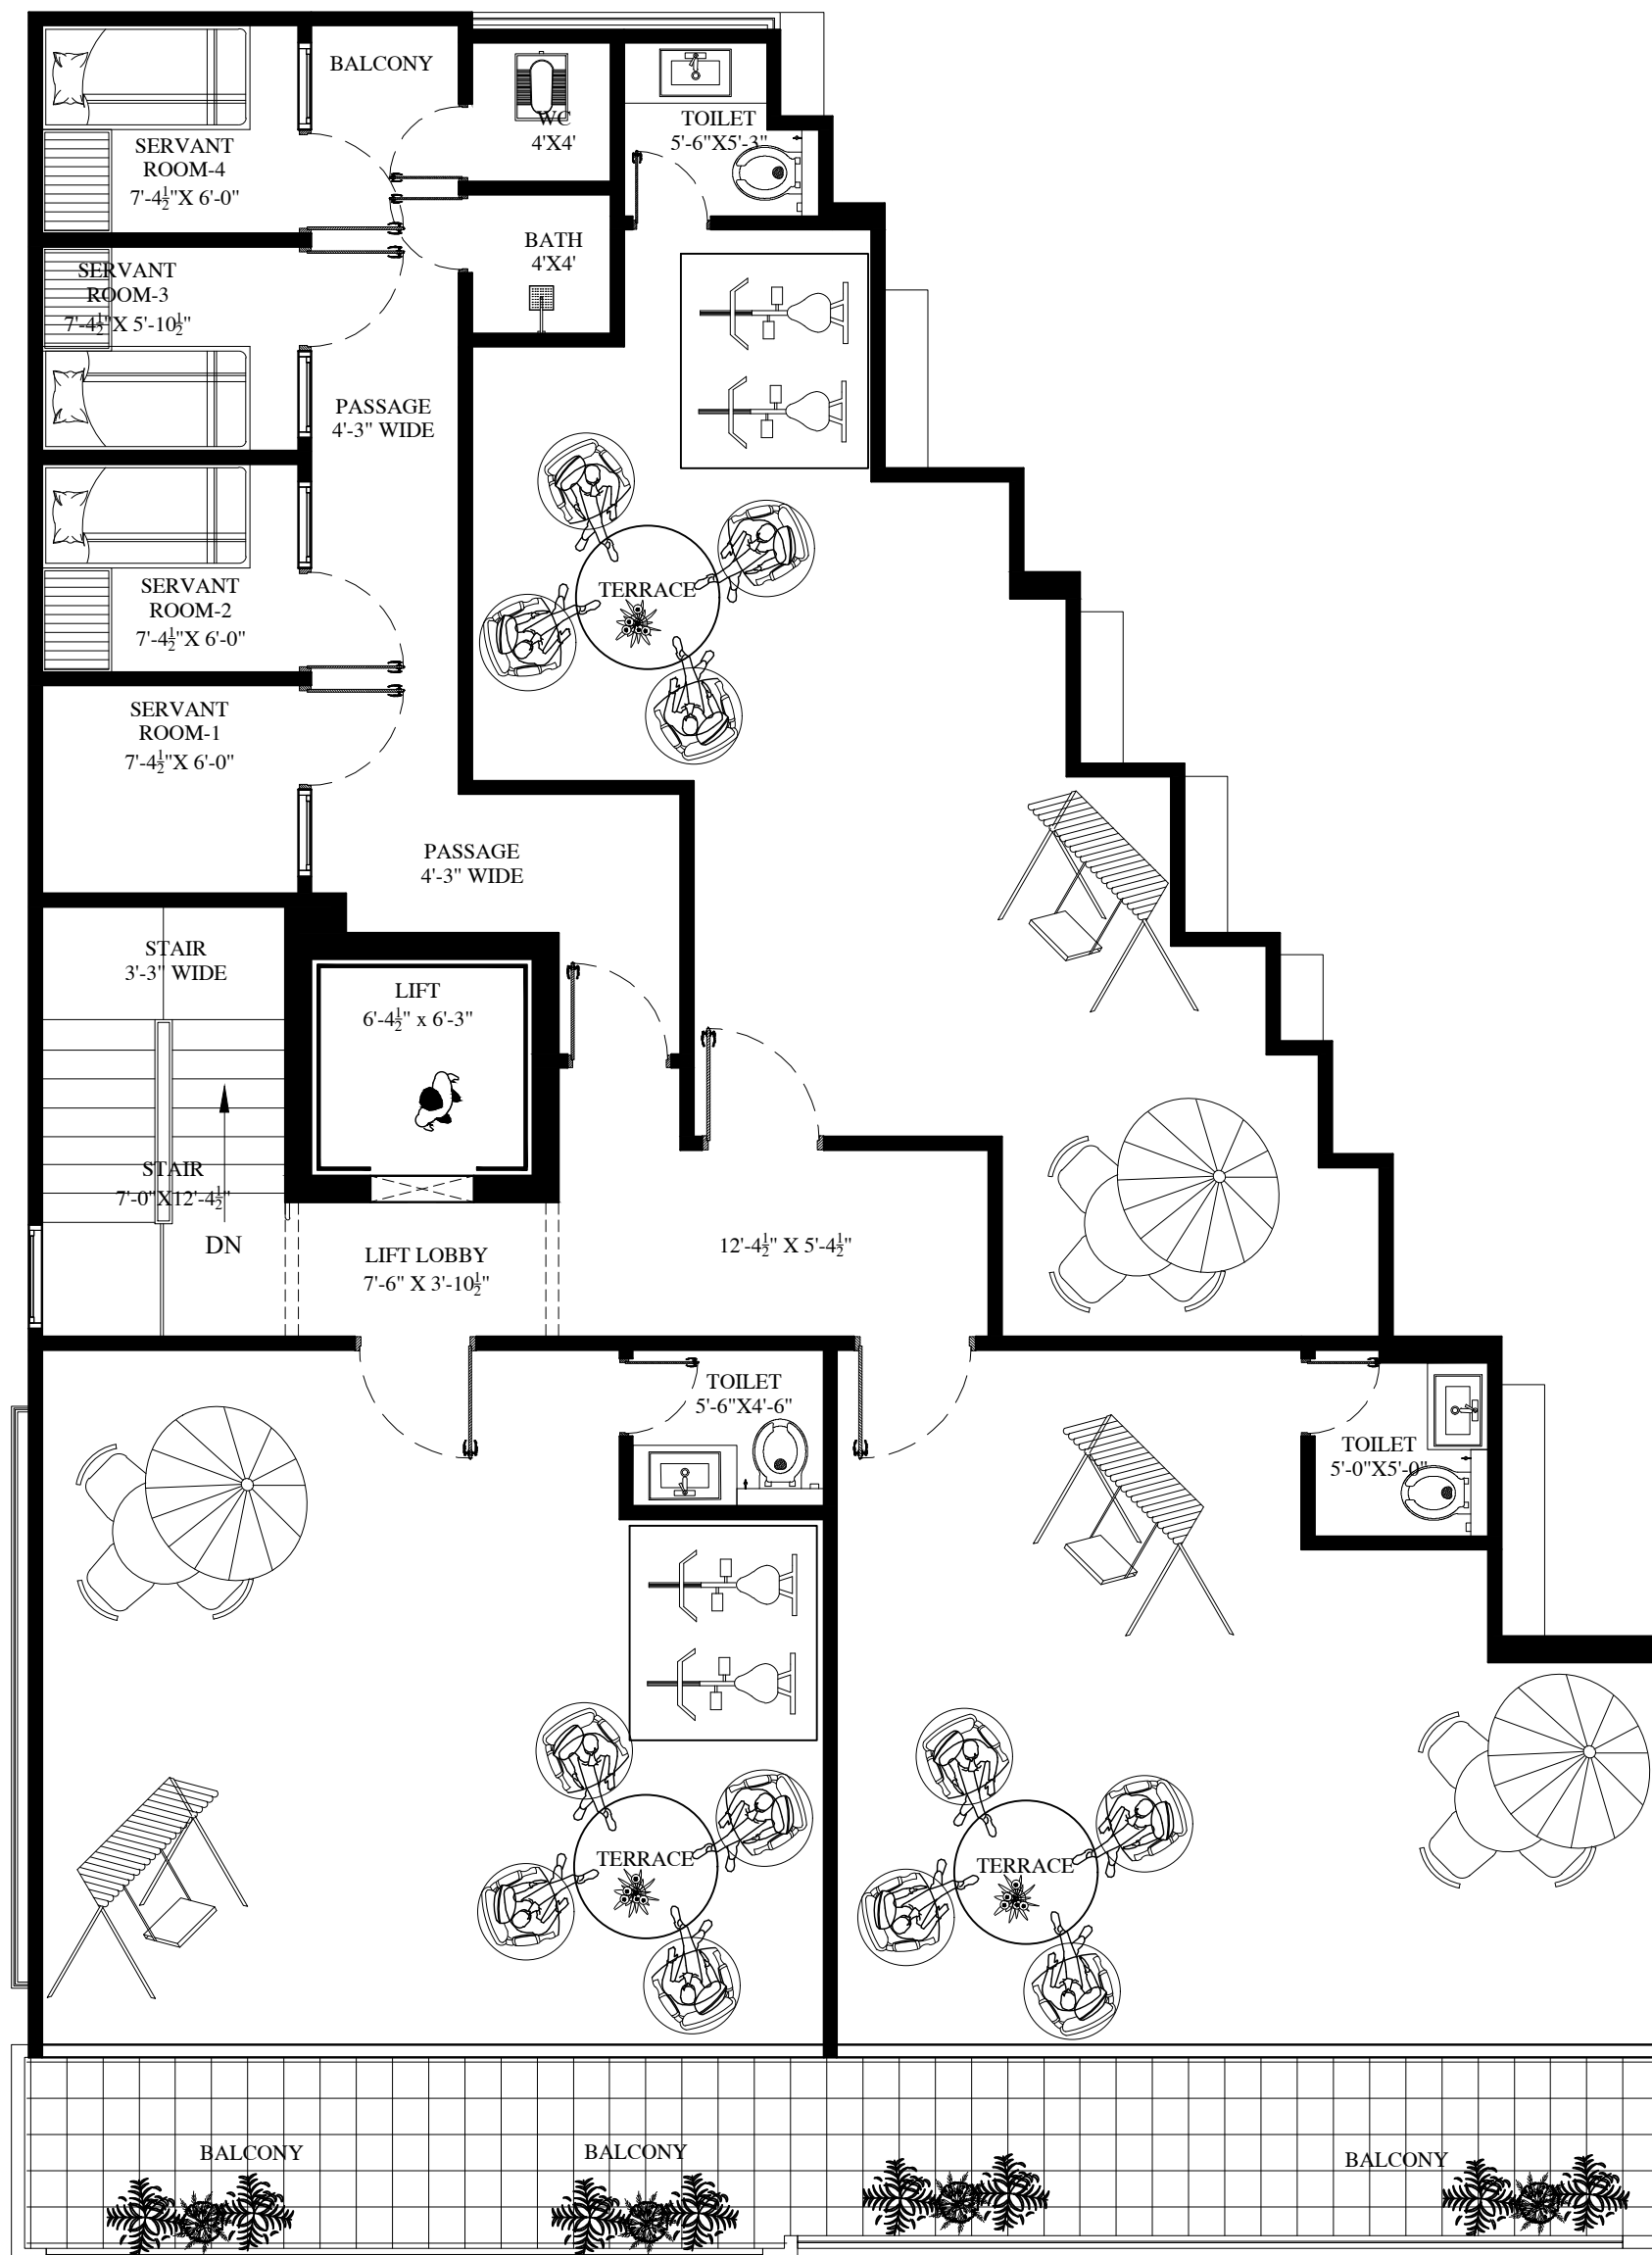 BALCONY
WC
4'X4'
TOILET
5'-6"X5'-3"
SERVANT
ROOM-4
7'-4½"X 6'-0"
BATH
4'X4'
SERVANT
ROOM-3
7'-4½"X 5'-10½"
PASSAGE
4'-3" WIDE
TERRACE
SERVANT
ROOM-2
7'-4½"X 6'-0"
SERVANT
ROOM-1
7'-4½"X 6'-0"
PASSAGE
4'-3" WIDE
STAIR
3'-3" WIDE
LIFT
6'-4½" x 6'-3"
STAIR
7'-0"X12'-4½"
DN
LIFT LOBBY
7'-6" X 3'-10½"
12'-4½" X 5'-4½"
TOILET
5'-6"X4'-6"
TOILET
5'-0"X5'-0"
TERRACE
TERRACE
BALCONY
BALCONY
BALCONY